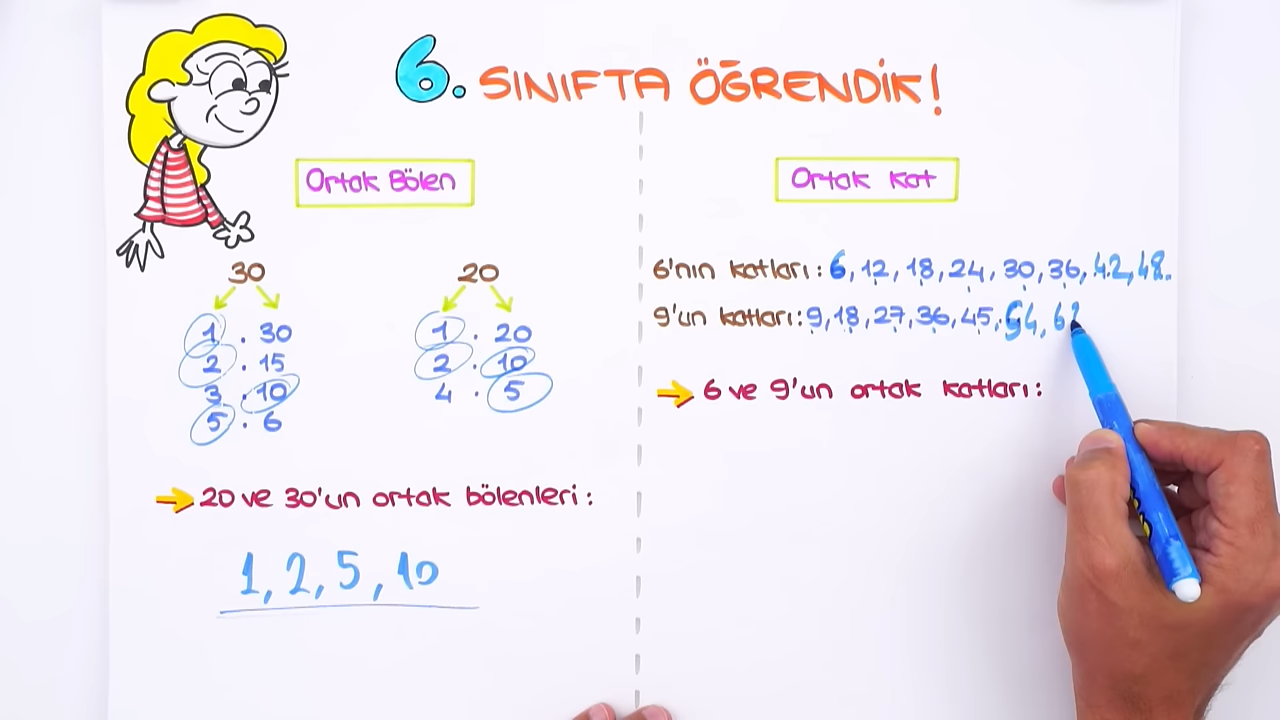 6. SINIFTA ÖĞRENDİK!
Ortak Bölen
30
1 . 30
2 . 15
3 . 10
5 . 6
20
1 . 20
2 . 10
4 . 5
20 ve 30'un ortak bölenleri :
1, 2, 5, 10
Ortak Kat
6'nın katları : 6, 12, 18, 24, 30, 36, 42, 48.
9'un katları : 9, 18, 27, 36, 45, 54,
6 ve 9'un ortak katları :